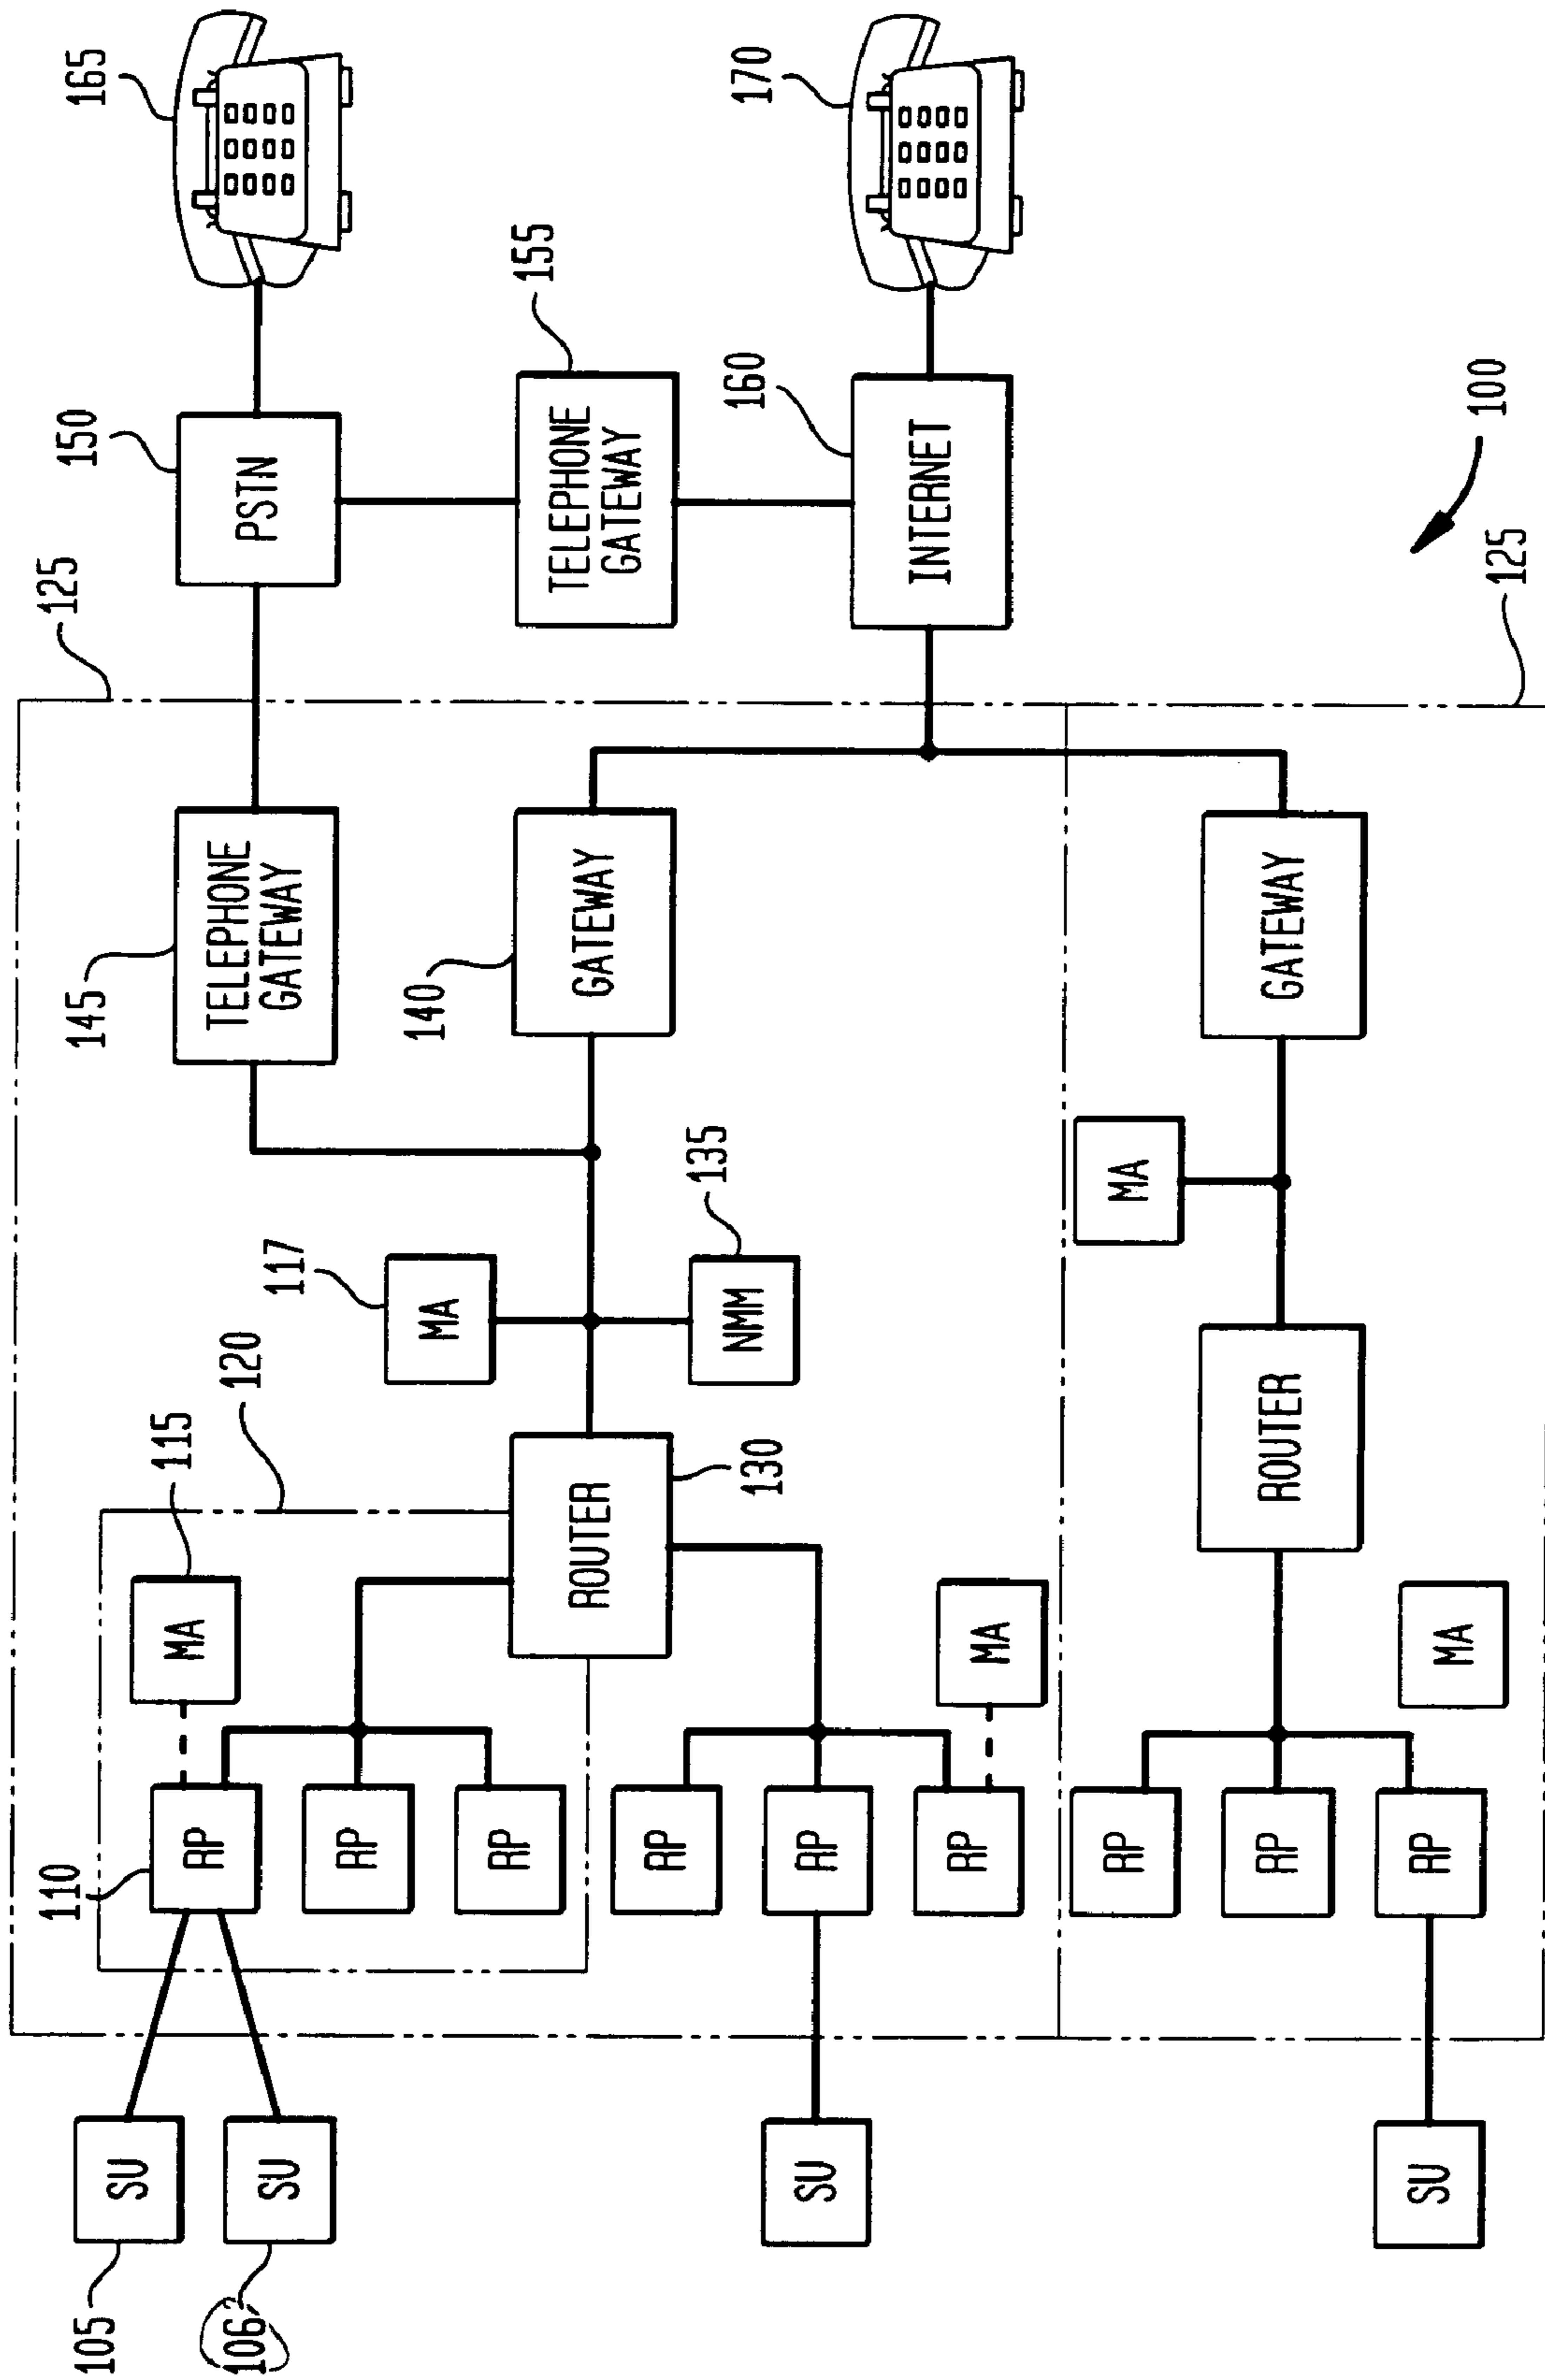 165
150
PSTN
125
155
TELEPHONE
GATEWAY
170
160
INTERNET
100
125
145
TELEPHONE
GATEWAY
140
GATEWAY
GATEWAY
117
MA
135
NMM
MA
120
115
MA
130
ROUTER
MA
ROUTER
MA
110
RP
RP
RP
RP
RP
RP
RP
RP
RP
105
SU
106
SU
SU
SU